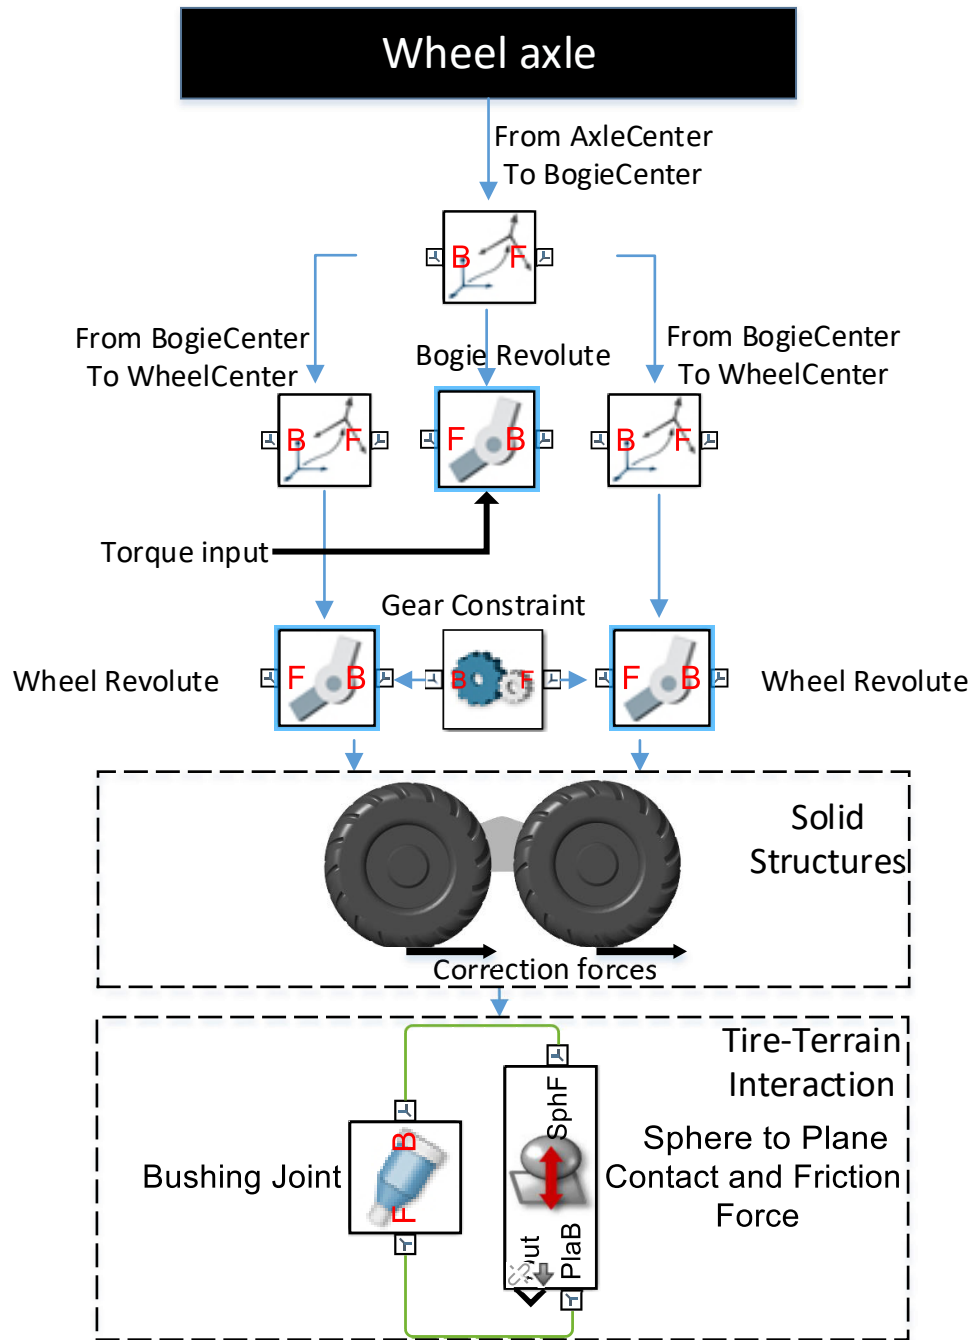 Wheel axle
From AxleCenter
To BogieCenter
B F
From BogieCenter
To WheelCenter
Bogie Revolute
From BogieCenter
To WheelCenter
B F
F B
B F
Torque input
Gear Constraint
Wheel Revolute
F B
B F
F B
Wheel Revolute
Solid
Structures
Correction forces
Tire-Terrain
Interaction
Bushing Joint
B
F
SphF
PlaB
Sphere to Plane
Contact and Friction
Force